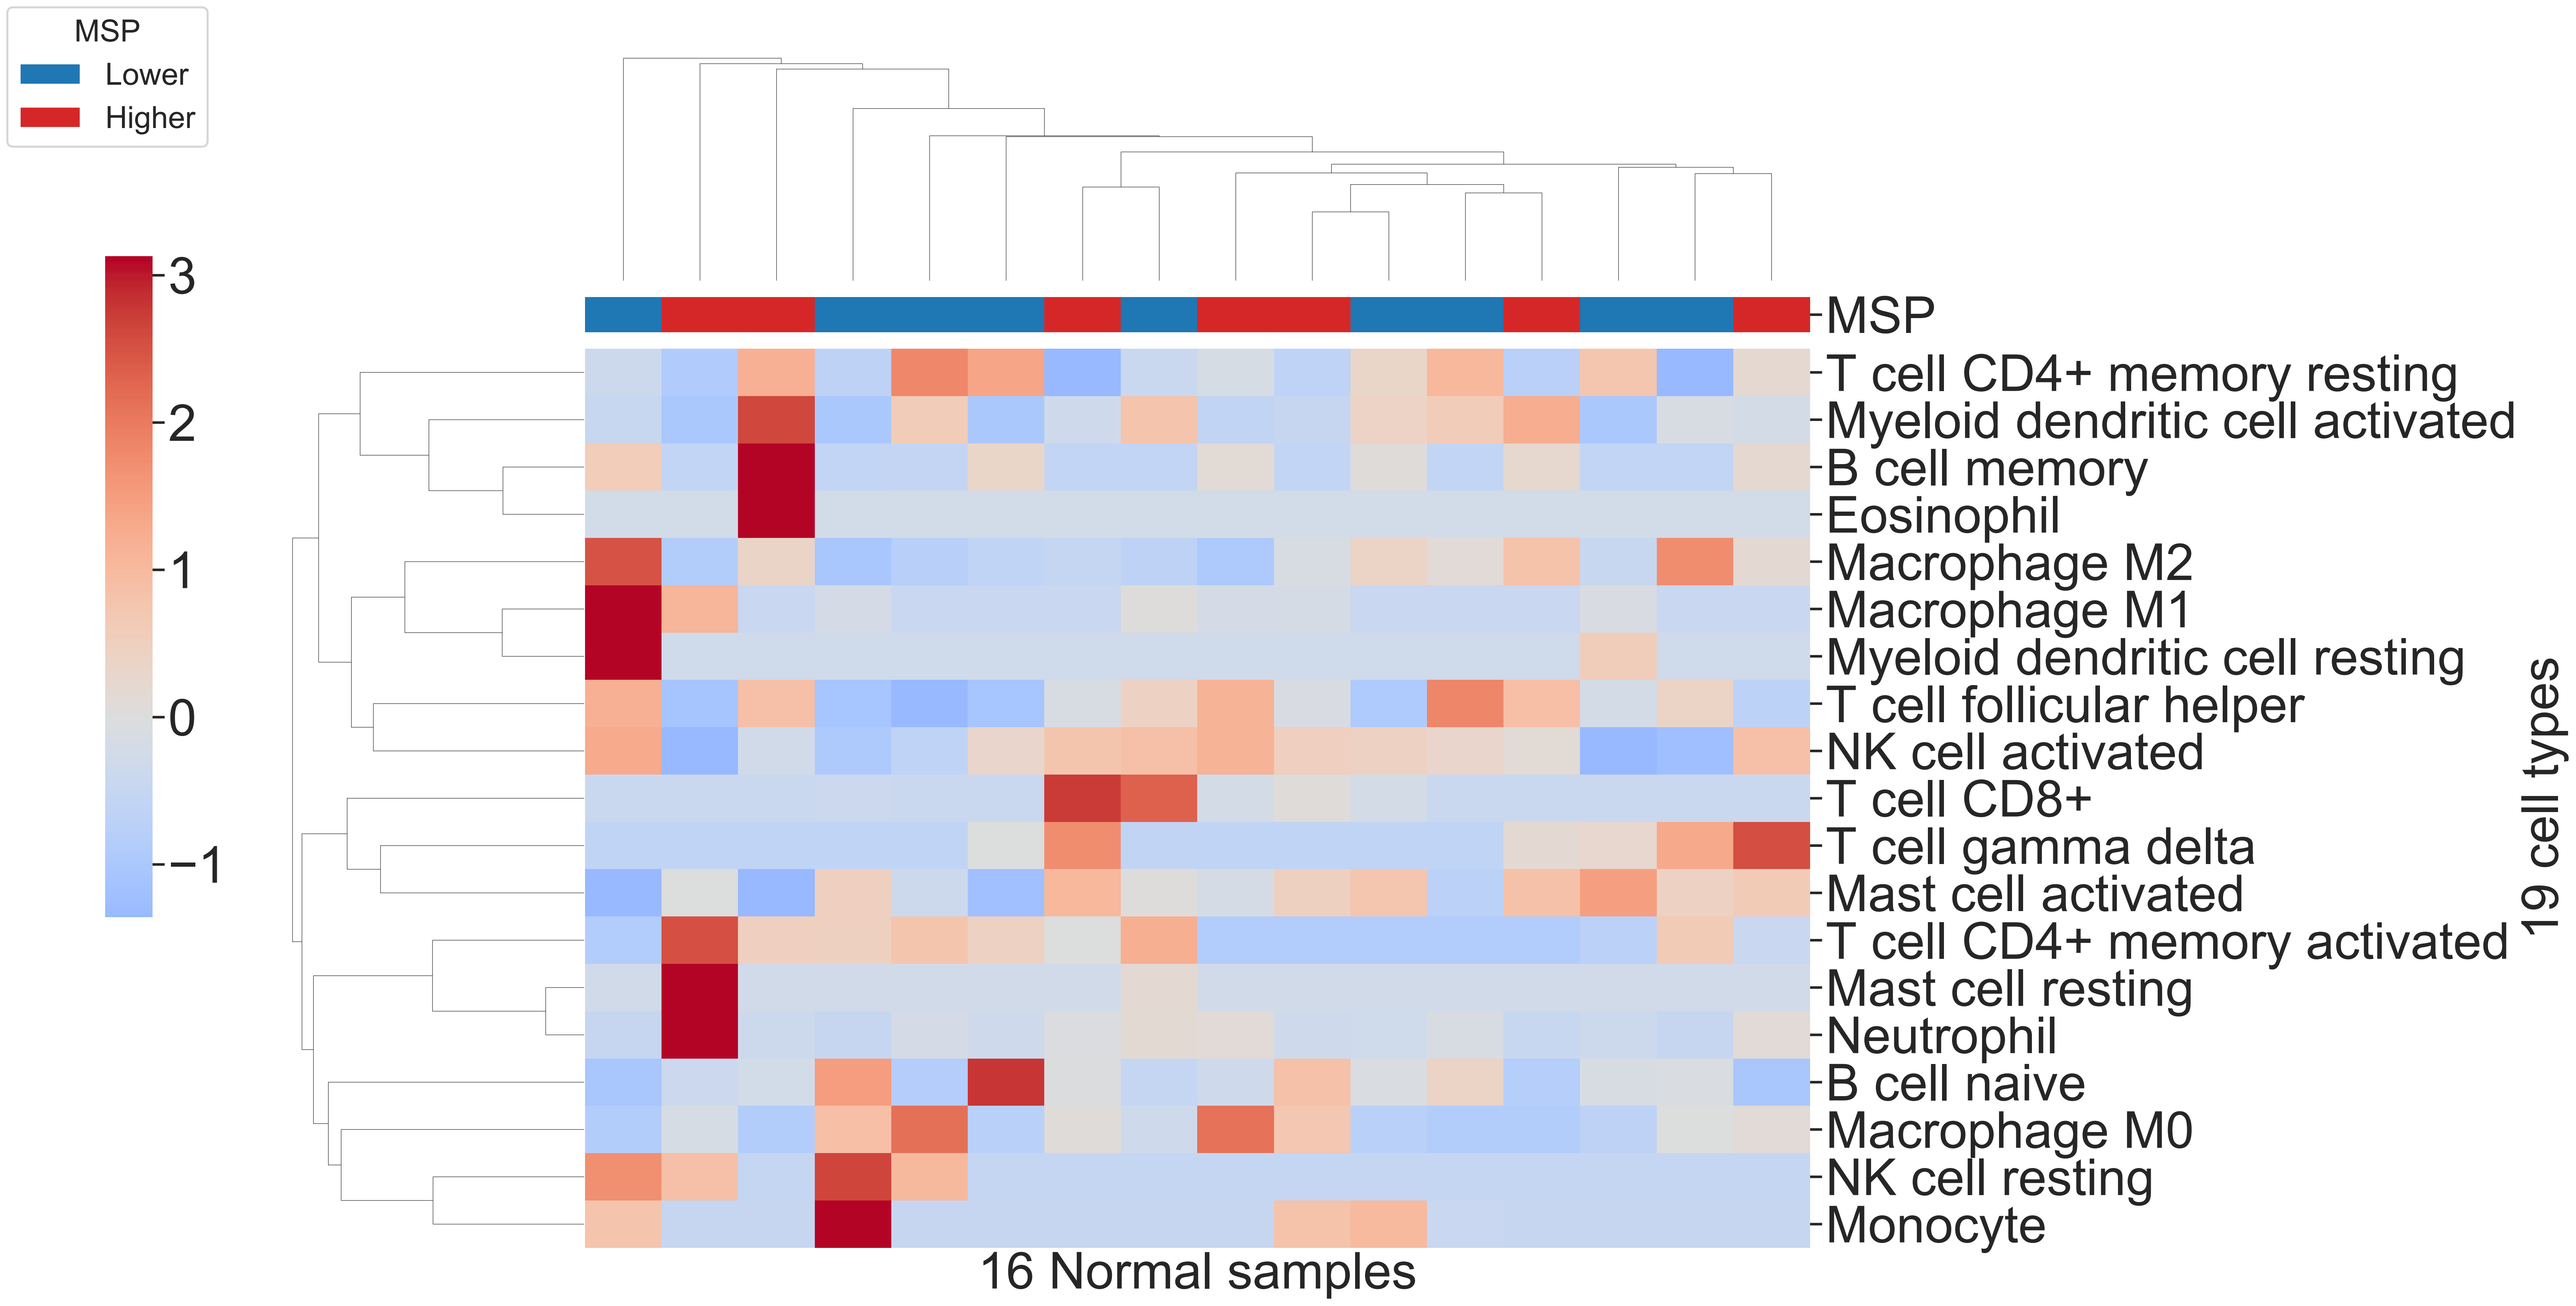 MSP
Lower
Higher
3
2
1
0
−1
MSP
T cell CD4+ memory resting
Myeloid dendritic cell activated
B cell memory
Eosinophil
Macrophage M2
Macrophage M1
Myeloid dendritic cell resting
T cell follicular helper
NK cell activated
T cell CD8+
T cell gamma delta
Mast cell activated
T cell CD4+ memory activated
Mast cell resting
Neutrophil
B cell naive
Macrophage M0
NK cell resting
Monocyte
19 cell types
16 Normal samples